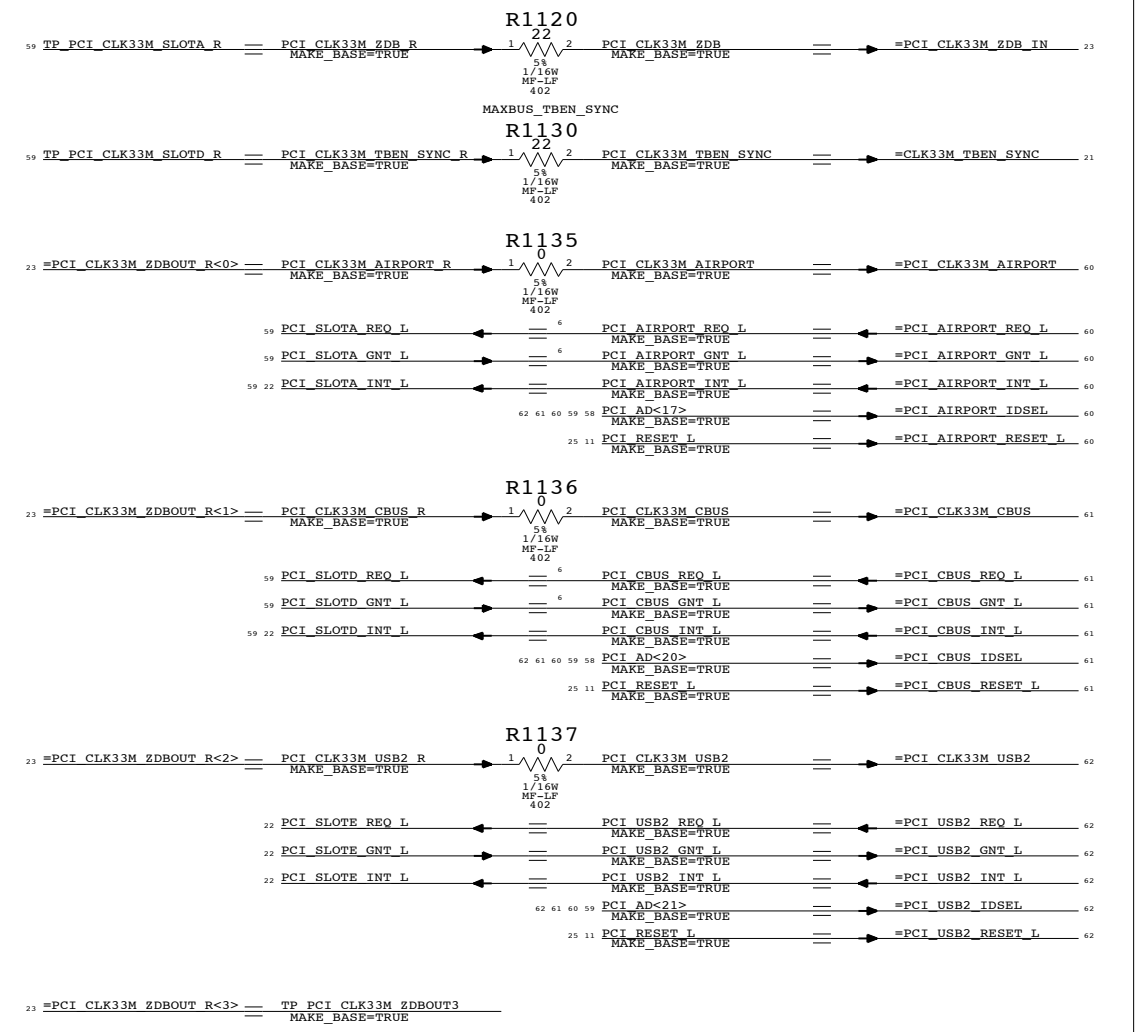 R1120
22
59 TP_PCI_CLK33M_SLOTA_R PCI_CLK33M_ZDB_R 1 2 PCI_CLK33M_ZDB =PCI_CLK33M_ZDB_IN 23
MAKE_BASE=TRUE MAKE_BASE=TRUE
5%
1/16W
MF-LF
402
MAXBUS_TBEN_SYNC
R1130
22
59 TP_PCI_CLK33M_SLOTD_R PCI_CLK33M_TBEN_SYNC_R 1 2 PCI_CLK33M_TBEN_SYNC =CLK33M_TBEN_SYNC 21
MAKE_BASE=TRUE MAKE_BASE=TRUE
5%
1/16W
MF-LF
402
R1135
0
23 =PCI_CLK33M_ZDBOUT_R<0> PCI_CLK33M_AIRPORT_R 1 2 PCI_CLK33M_AIRPORT =PCI_CLK33M_AIRPORT 60
MAKE_BASE=TRUE MAKE_BASE=TRUE
5%
1/16W
MF-LF
402
59 PCI_SLOTA_REQ_L 6 PCI_AIRPORT_REQ_L =PCI_AIRPORT_REQ_L 60
MAKE_BASE=TRUE
59 PCI_SLOTA_GNT_L 6 PCI_AIRPORT_GNT_L =PCI_AIRPORT_GNT_L 60
MAKE_BASE=TRUE
59 22 PCI_SLOTA_INT_L PCI_AIRPORT_INT_L =PCI_AIRPORT_INT_L 60
MAKE_BASE=TRUE
62 61 60 59 58 PCI_AD<17> =PCI_AIRPORT_IDSEL 60
MAKE_BASE=TRUE
25 11 PCI_RESET_L =PCI_AIRPORT_RESET_L 60
MAKE_BASE=TRUE
R1136
0
23 =PCI_CLK33M_ZDBOUT_R<1> PCI_CLK33M_CBUS_R 1 2 PCI_CLK33M_CBUS =PCI_CLK33M_CBUS 61
MAKE_BASE=TRUE MAKE_BASE=TRUE
5%
1/16W
MF-LF
402
59 PCI_SLOTD_REQ_L 6 PCI_CBUS_REQ_L =PCI_CBUS_REQ_L 61
MAKE_BASE=TRUE
59 PCI_SLOTD_GNT_L 6 PCI_CBUS_GNT_L =PCI_CBUS_GNT_L 61
MAKE_BASE=TRUE
59 22 PCI_SLOTD_INT_L PCI_CBUS_INT_L =PCI_CBUS_INT_L 61
MAKE_BASE=TRUE
62 61 60 59 58 PCI_AD<20> =PCI_CBUS_IDSEL 61
MAKE_BASE=TRUE
25 11 PCI_RESET_L =PCI_CBUS_RESET_L 61
MAKE_BASE=TRUE
R1137
0
23 =PCI_CLK33M_ZDBOUT_R<2> PCI_CLK33M_USB2_R 1 2 PCI_CLK33M_USB2 =PCI_CLK33M_USB2 62
MAKE_BASE=TRUE MAKE_BASE=TRUE
5%
1/16W
MF-LF
402
22 PCI_SLOTE_REQ_L PCI_USB2_REQ_L =PCI_USB2_REQ_L 62
MAKE_BASE=TRUE
22 PCI_SLOTE_GNT_L PCI_USB2_GNT_L =PCI_USB2_GNT_L 62
MAKE_BASE=TRUE
22 PCI_SLOTE_INT_L PCI_USB2_INT_L =PCI_USB2_INT_L 62
MAKE_BASE=TRUE
62 61 60 59 PCI_AD<21> =PCI_USB2_IDSEL 62
MAKE_BASE=TRUE
25 11 PCI_RESET_L =PCI_USB2_RESET_L 62
MAKE_BASE=TRUE
23 =PCI_CLK33M_ZDBOUT_R<3> TP_PCI_CLK33M_ZDBOUT3
MAKE_BASE=TRUE